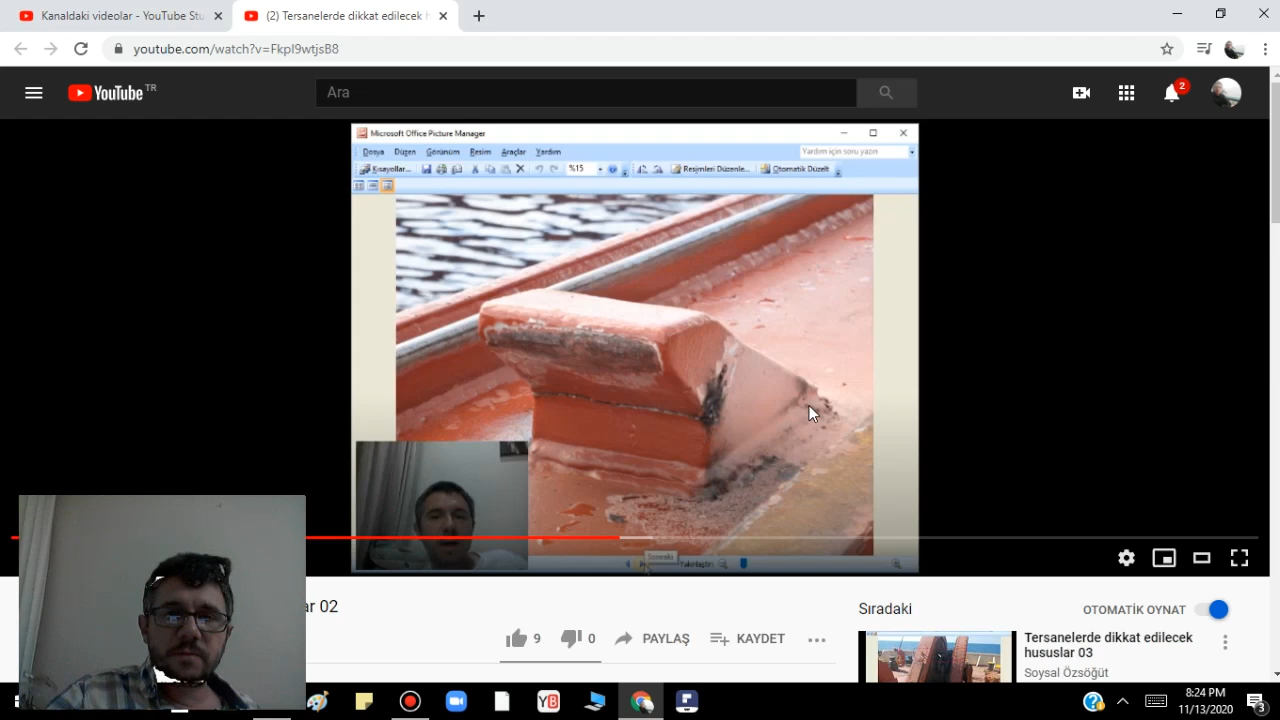 Kanaldaki videolar - YouTube Stu
(2) Tersanelerde dikkat edilecek h
youtube.com/watch?v=FkpI9wtjsB8
YouTube TR
Ara
2
Microsoft Office Picture Manager
Dosya Düzen Görünüm Resim Araçlar Yardım
Yardım için soru yazın
Kısayollar...
%15
Resimleri Düzenle...
Otomatik Düzelt
Sonraki
Yakınlaştır:
ar 02
9
0
PAYLAŞ
KAYDET
Sıradaki
OTOMATİK OYNAT
Tersanelerde dikkat edilecek
hususlar 03
Soysal Özsöğüt
YB
8:24 PM
11/13/2020
3